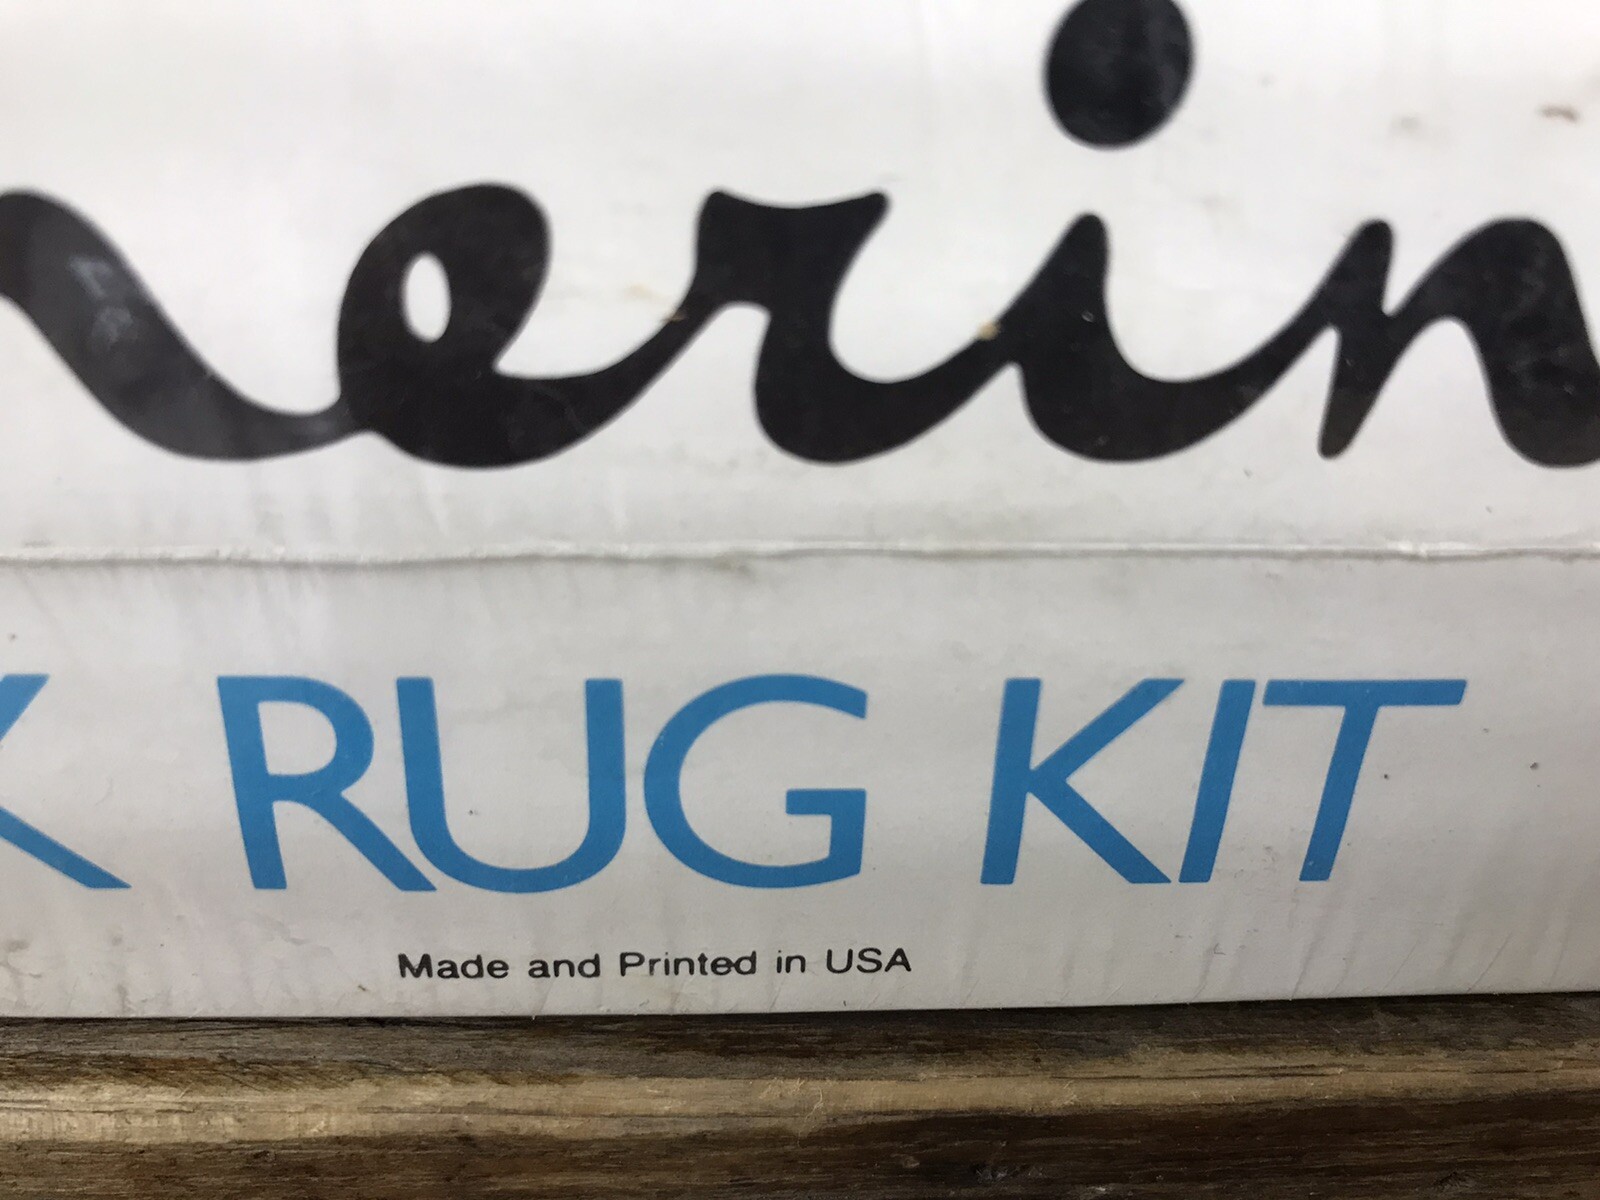 erin
K RUG KIT
Made and Printed in USA